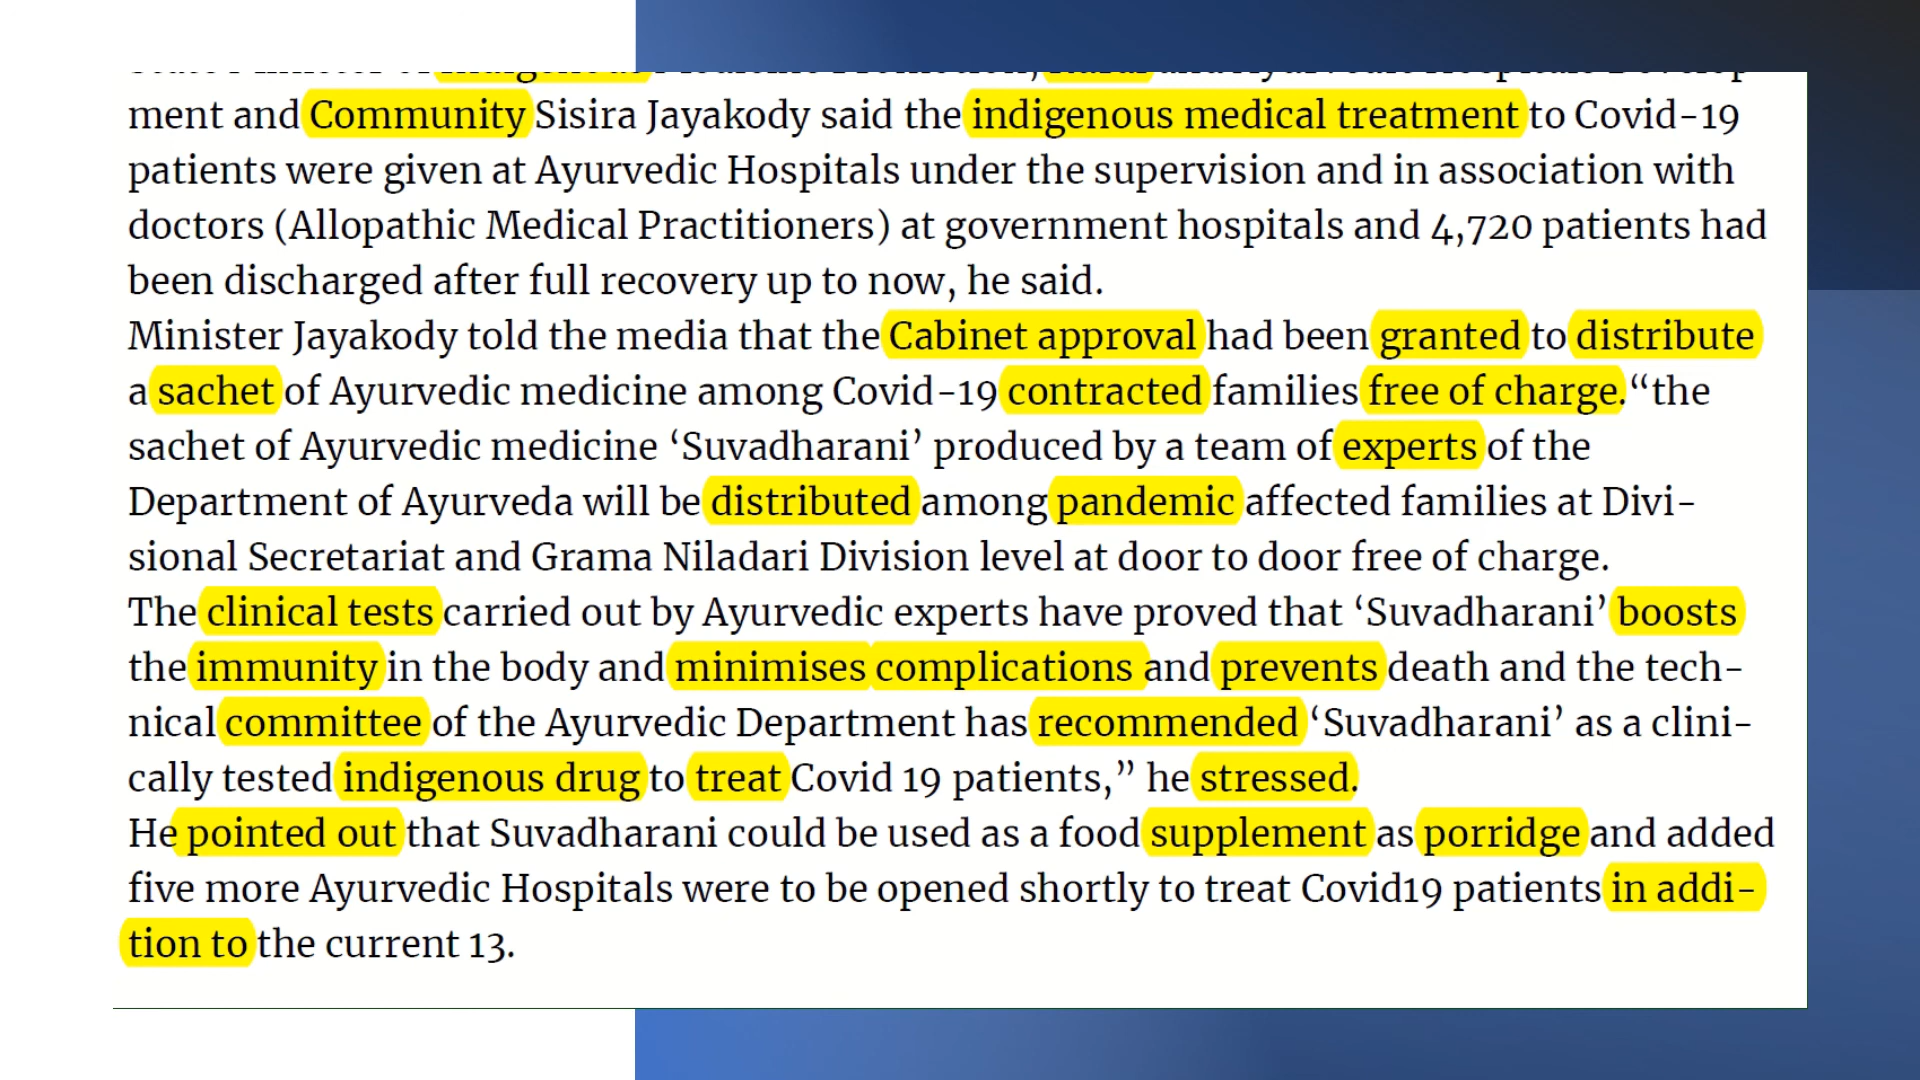 ment and Community Sisira Jayakody said the indigenous medical treatment to Covid-19
patients were given at Ayurvedic Hospitals under the supervision and in association with
doctors (Allopathic Medical Practitioners) at government hospitals and 4,720 patients had
been discharged after full recovery up to now, he said.
Minister Jayakody told the media that the Cabinet approval had been granted to distribute
a sachet of Ayurvedic medicine among Covid-19 contracted families free of charge.“the
sachet of Ayurvedic medicine ‘Suvadharani’ produced by a team of experts of the
Department of Ayurveda will be distributed among pandemic affected families at Divi-
sional Secretariat and Grama Niladari Division level at door to door free of charge.
The clinical tests carried out by Ayurvedic experts have proved that ‘Suvadharani’ boosts
the immunity in the body and minimises complications and prevents death and the tech-
nical committee of the Ayurvedic Department has recommended ‘Suvadharani’ as a clini-
cally tested indigenous drug to treat Covid 19 patients,” he stressed.
He pointed out that Suvadharani could be used as a food supplement as porridge and added
five more Ayurvedic Hospitals were to be opened shortly to treat Covid19 patients in addi-
tion to the current 13.